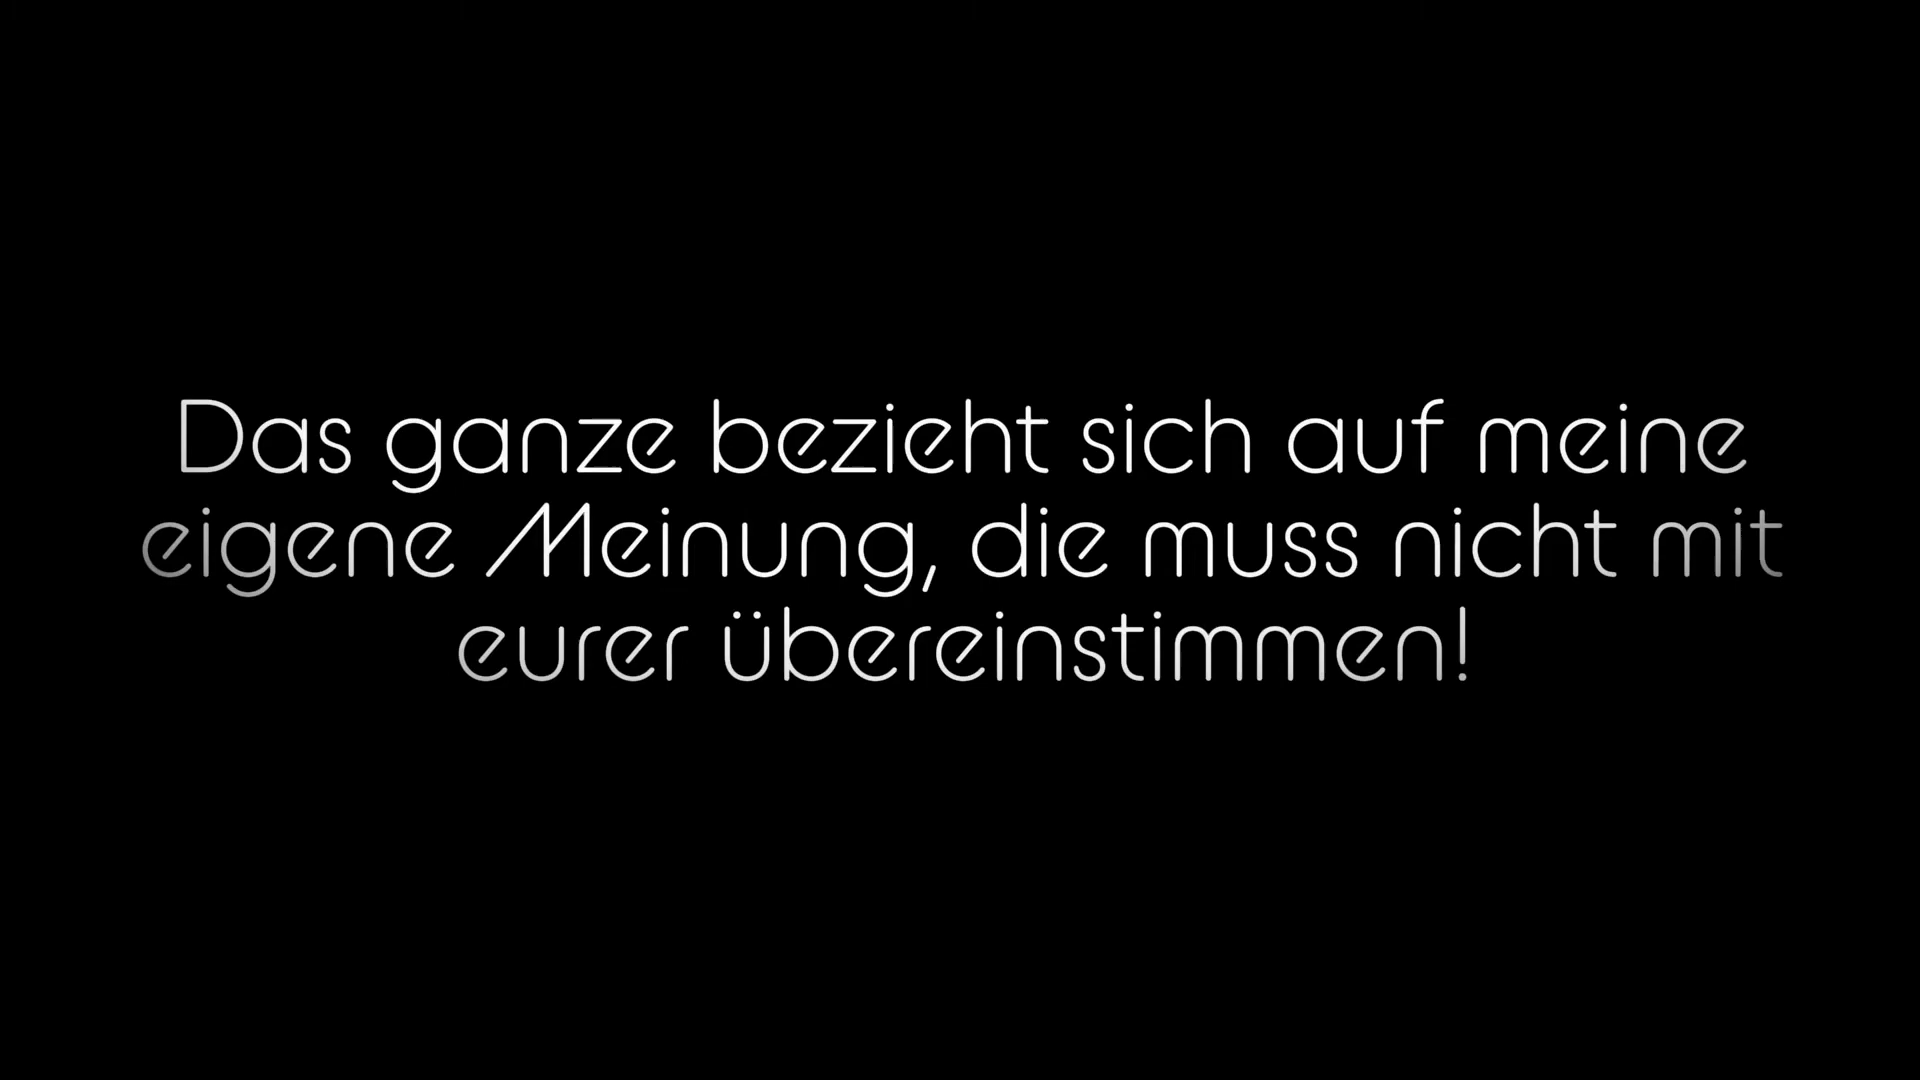 Das ganze bezieht sich auf meine
eigene Meinung, die muss nicht mit
eurer übereinstimmen!